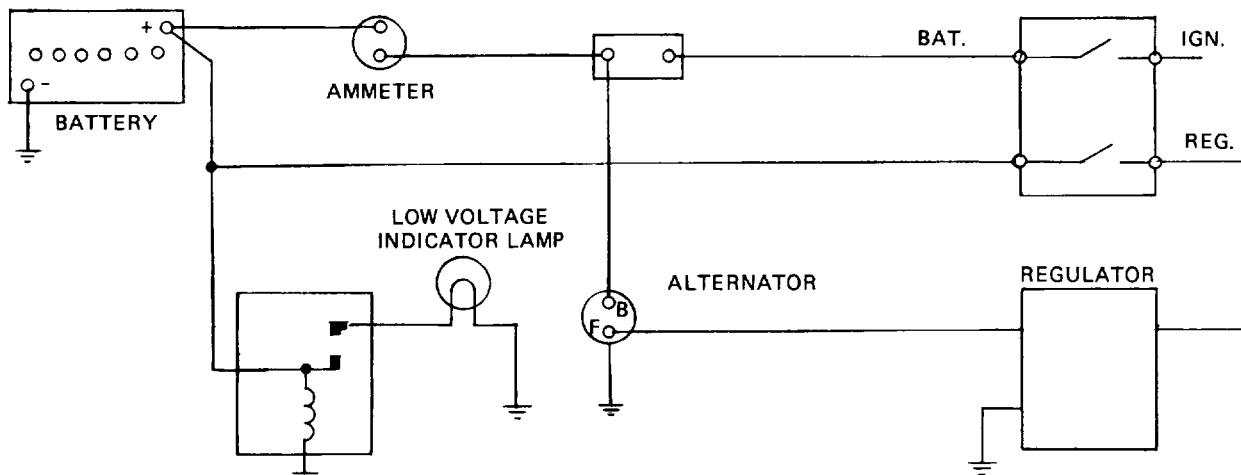 +
-
BATTERY
AMMETER
BAT.
IGN.
REG.
LOW VOLTAGE
INDICATOR LAMP
ALTERNATOR
B
F
REGULATOR